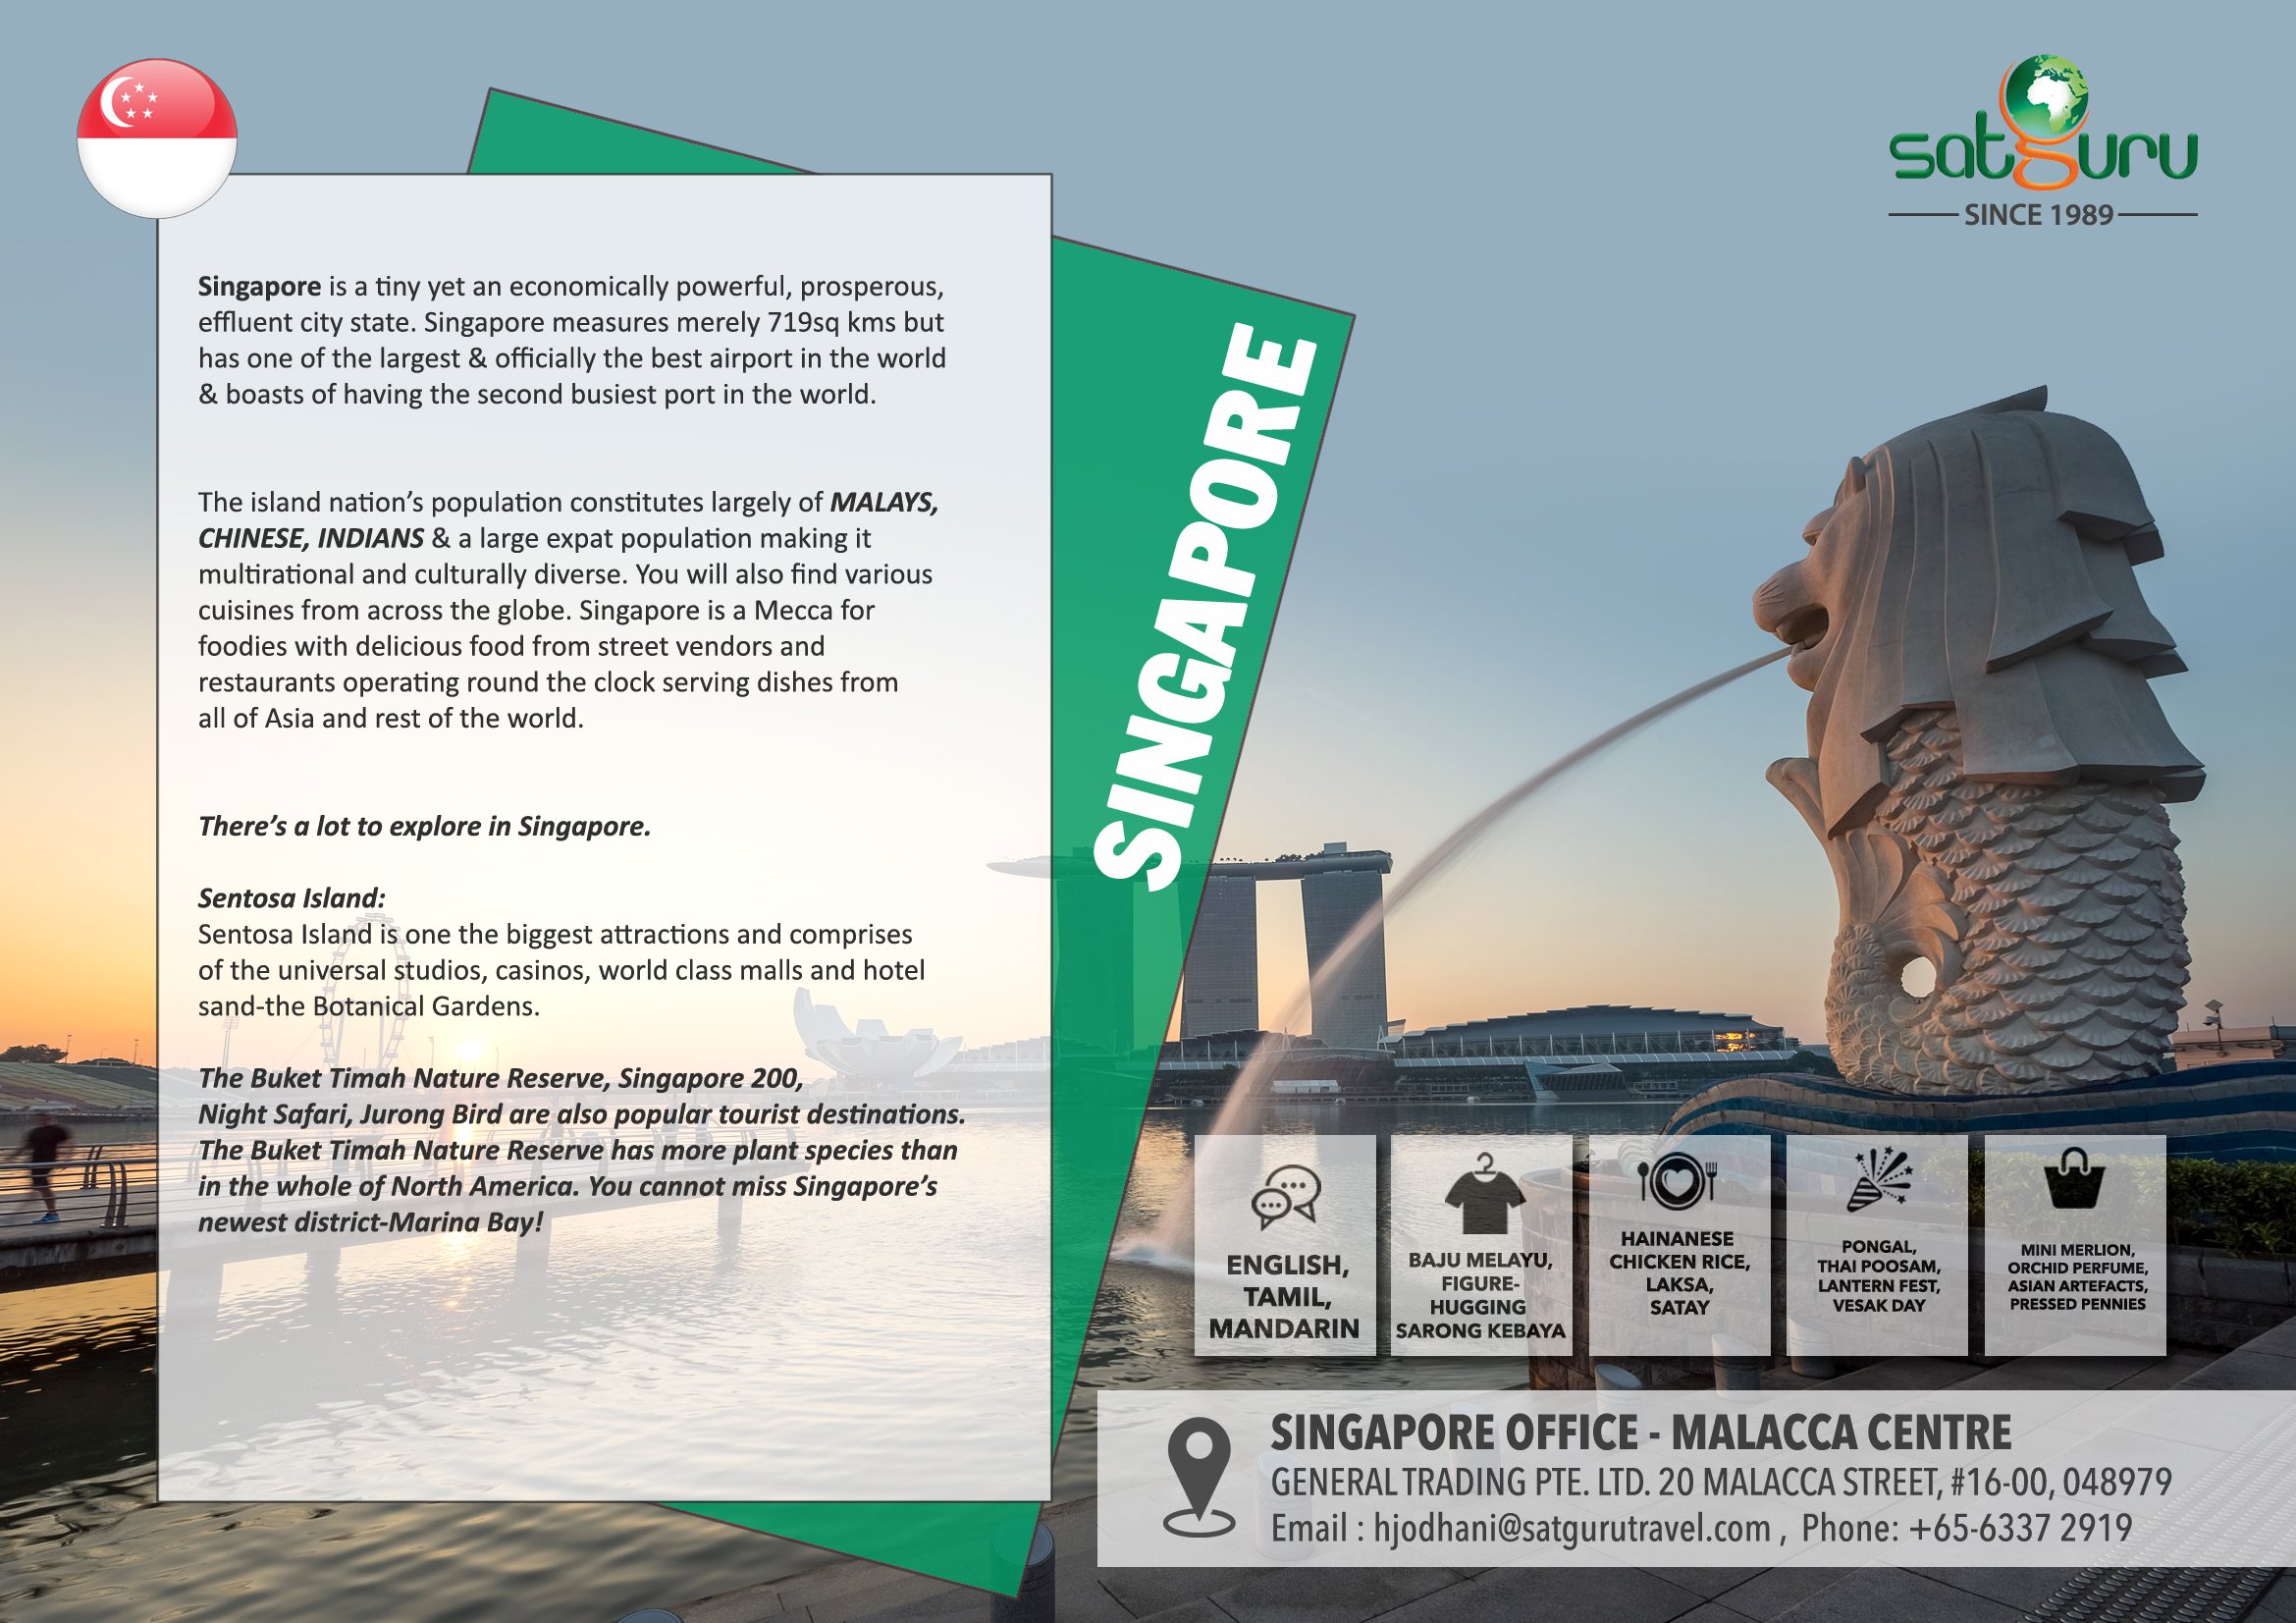 satguru
SINCE 1989
SINGAPORE
Singapore is a tiny yet an economically powerful, prosperous,
effluent city state. Singapore measures merely 719sq kms but
has one of the largest & officially the best airport in the world
& boasts of having the second busiest port in the world.
The island nation’s population constitutes largely of MALAYS,
CHINESE, INDIANS & a large expat population making it
multirational and culturally diverse. You will also find various
cuisines from across the globe. Singapore is a Mecca for
foodies with delicious food from street vendors and
restaurants operating round the clock serving dishes from
all of Asia and rest of the world.
There’s a lot to explore in Singapore.
Sentosa Island:
Sentosa Island is one the biggest attractions and comprises
of the universal studios, casinos, world class malls and hotel
sand-the Botanical Gardens.
The Buket Timah Nature Reserve, Singapore 200,
Night Safari, Jurong Bird are also popular tourist destinations.
The Buket Timah Nature Reserve has more plant species than
in the whole of North America. You cannot miss Singapore’s
newest district-Marina Bay!
ENGLISH,
TAMIL,
MANDARIN
BAJU MELAYU,
FIGURE-
HUGGING
SARONG KEBAYA
HAINANESE
CHICKEN RICE,
LAKSA,
SATAY
PONGAL,
THAI POOSAM,
LANTERN FEST,
VESAK DAY
MINI MERLION,
ORCHID PERFUME,
ASIAN ARTEFACTS,
PRESSED PENNIES
SINGAPORE OFFICE - MALACCA CENTRE
GENERAL TRADING PTE. LTD. 20 MALACCA STREET, #16-00, 048979
Email : hjodhani@satgurutravel.com , Phone: +65-6337 2919